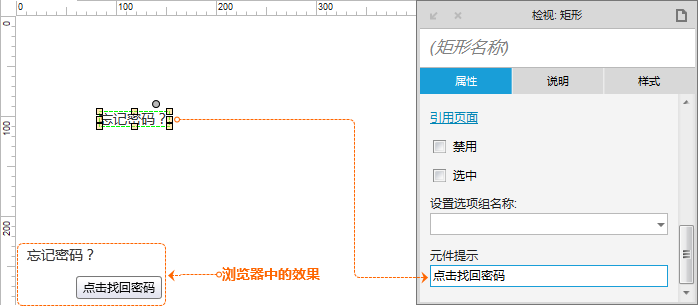 0 100 200 300
检视: 矩形
(矩形名称)
属性 说明 样式
引用页面
禁用
选中
设置选项组名称:
元件提示
点击找回密码
0
100
200
忘记密码？
忘记密码？
点击找回密码
浏览器中的效果